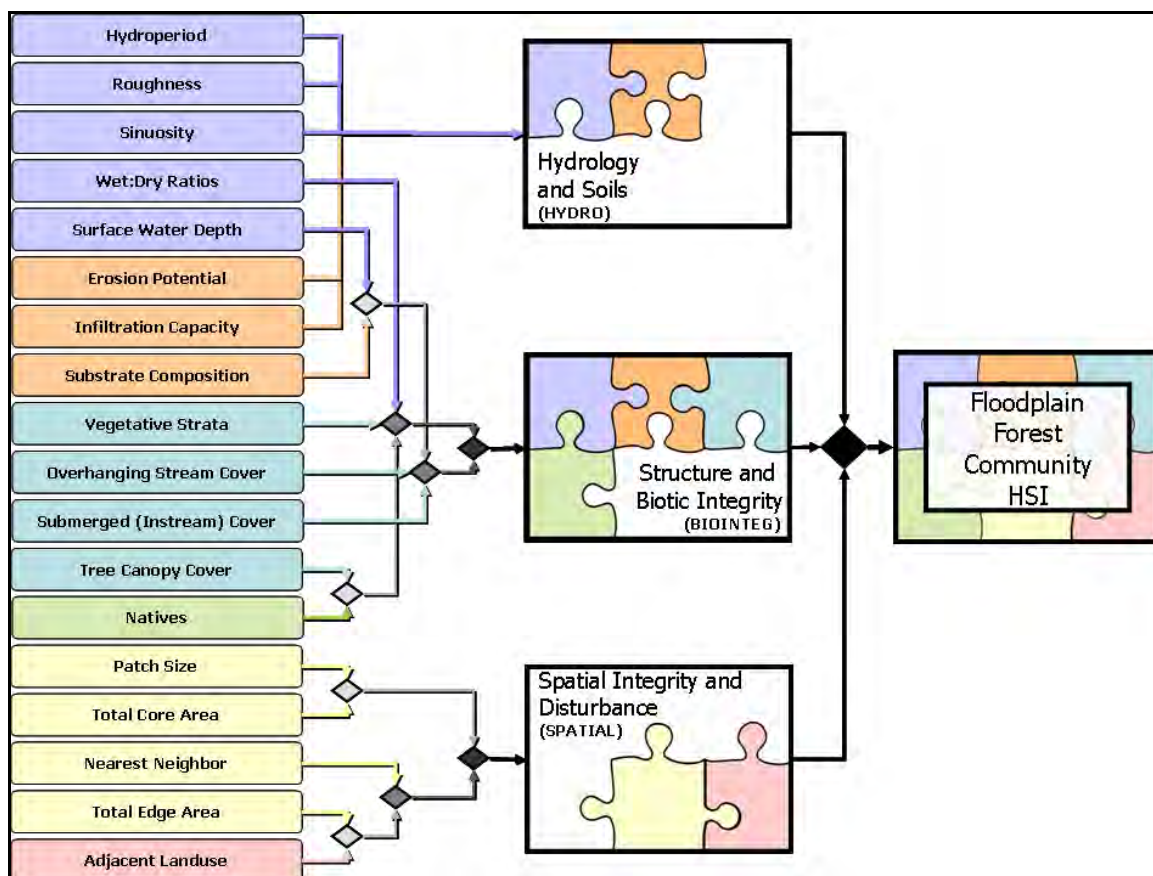 Hydroperiod
Roughness
Sinuosity
Wet:Dry Ratios
Surface Water Depth
Erosion Potential
Infiltration Capacity
Substrate Composition
Vegetative Strata
Overhanging Stream Cover
Submerged (Instream) Cover
Tree Canopy Cover
Natives
Patch Size
Total Core Area
Nearest Neighbor
Total Edge Area
Adjacent Landuse
Hydrology
and Soils
(HYDRO)
Structure and
Biotic Integrity
(BIOINTEG)
Spatial Integrity and
Disturbance
(SPATIAL)
Floodplain
Forest
Community
HSI